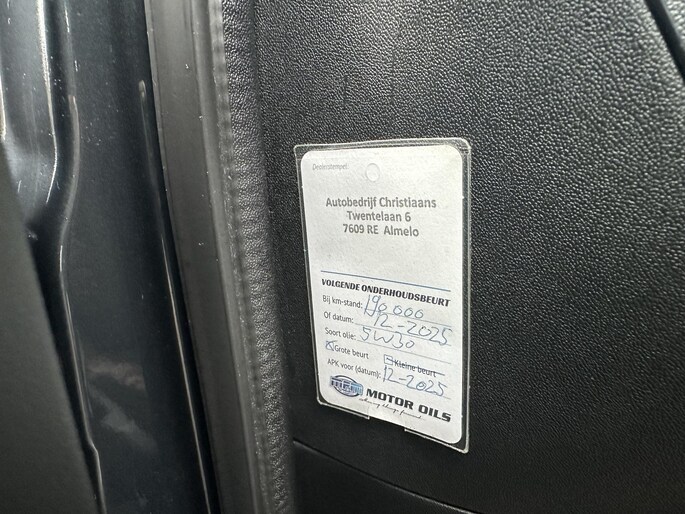 Dealerstempel:
Autobedrijf Christiaans
Twentelaan 6
7609 RE Almelo
VOLGENDE ONDERHOUDSBEURT
Bij km-stand: 190 000
Of datum: 12-2025
Soort olie: 5W30
Grote beurt Kleine beurt
APK voor (datum): 12-2025
MOTOR OILS